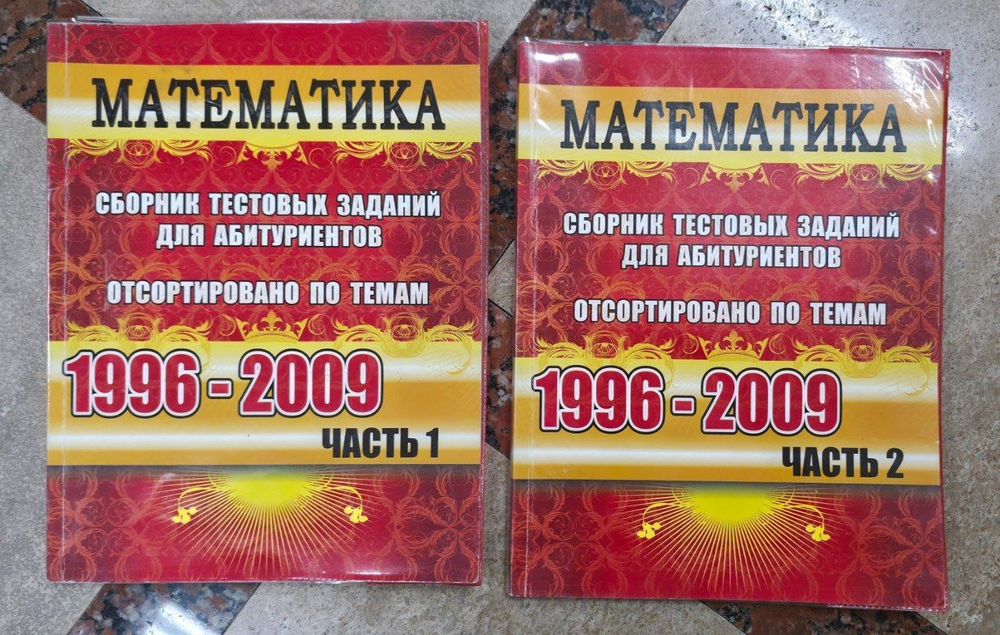 МАТЕМАТИКА
СБОРНИК ТЕСТОВЫХ ЗАДАНИЙ
ДЛЯ АБИТУРИЕНТОВ
ОТСОРТИРОВАНО ПО ТЕМАМ
1996 - 2009
ЧАСТЬ 1
МАТЕМАТИКА
СБОРНИК ТЕСТОВЫХ ЗАДАНИЙ
ДЛЯ АБИТУРИЕНТОВ
ОТСОРТИРОВАНО ПО ТЕМАМ
1996 - 2009
ЧАСТЬ 2